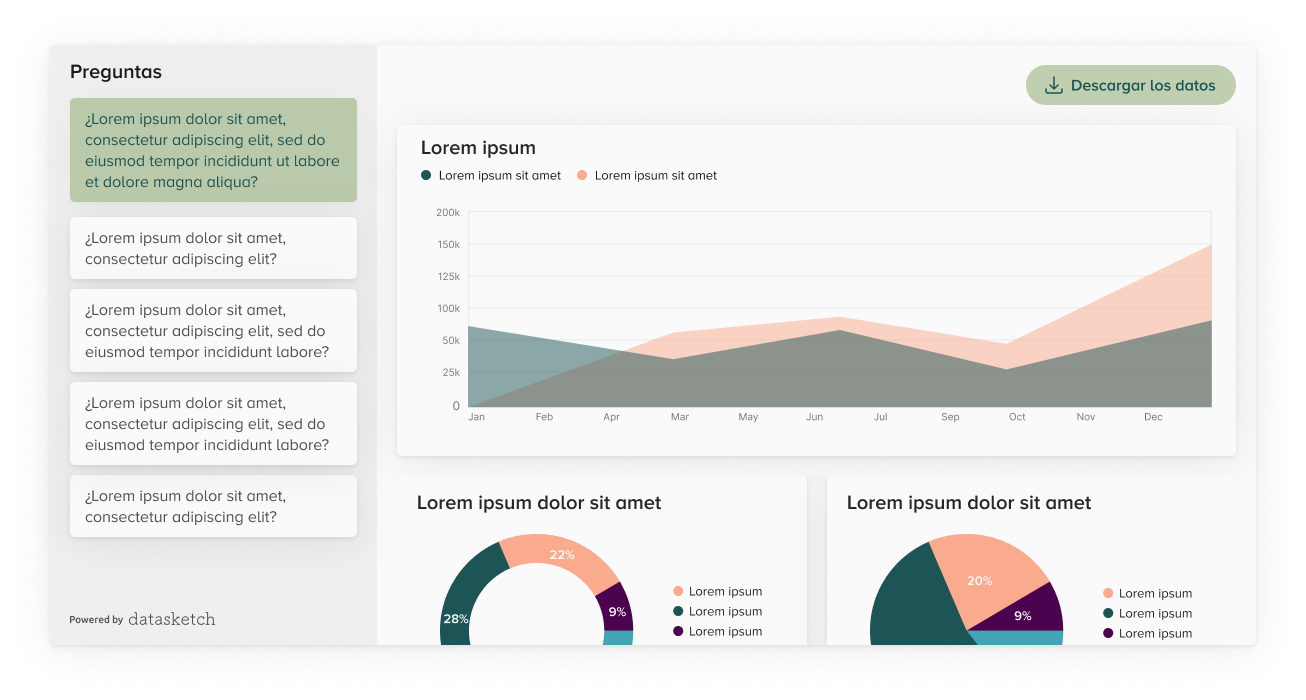 Preguntas
¿Lorem ipsum dolor sit amet,
consectetur adipiscing elit, sed do
eiusmod tempor incididunt ut labore
et dolore magna aliqua?
¿Lorem ipsum dolor sit amet,
consectetur adipiscing elit?
¿Lorem ipsum dolor sit amet,
consectetur adipiscing elit, sed do
eiusmod tempor incididunt labore?
¿Lorem ipsum dolor sit amet,
consectetur adipiscing elit, sed do
eiusmod tempor incididunt labore?
¿Lorem ipsum dolor sit amet,
consectetur adipiscing elit?
Powered by datasketch
Descargar los datos
Lorem ipsum
Lorem ipsum sit amet Lorem ipsum sit amet
200k
150k
125k
100k
50k
25k
0
Jan Feb Apr Mar May Jun Jul Sep Oct Nov Dec
Lorem ipsum dolor sit amet
22%
9%
28%
Lorem ipsum
Lorem ipsum
Lorem ipsum
Lorem ipsum dolor sit amet
20%
9%
Lorem ipsum
Lorem ipsum
Lorem ipsum